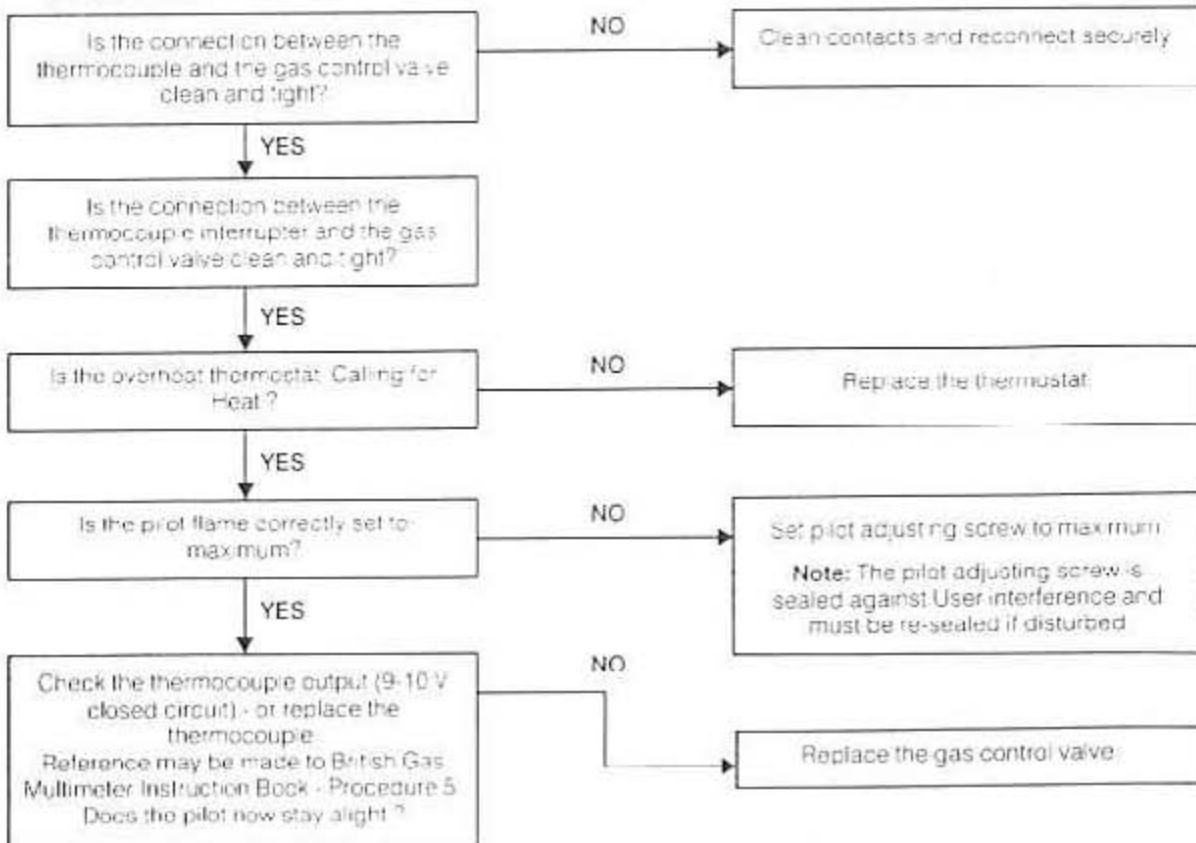 Is the connection between the
thermocouple and the gas control valve
clean and tight?
NO
Clean contacts and reconnect securely
YES
Is the connection between the
thermocouple interrupter and the gas
control valve clean and tight?
YES
Is the overheat thermostat Calling for
Heat ?
NO
Replace the thermostat
YES
Is the pilot flame correctly set to
maximum?
NO
Set pilot adjusting screw to maximum
Note: The pilot adjusting screw is
sealed against User interference and
must be re-sealed if disturbed
YES
Check the thermocouple output (9-10 V
closed circuit) - or replace the
thermocouple
Reference may be made to British Gas
Multimeter Instruction Book - Procedure 5
Does the pilot now stay alight ?
NO
Replace the gas control valve